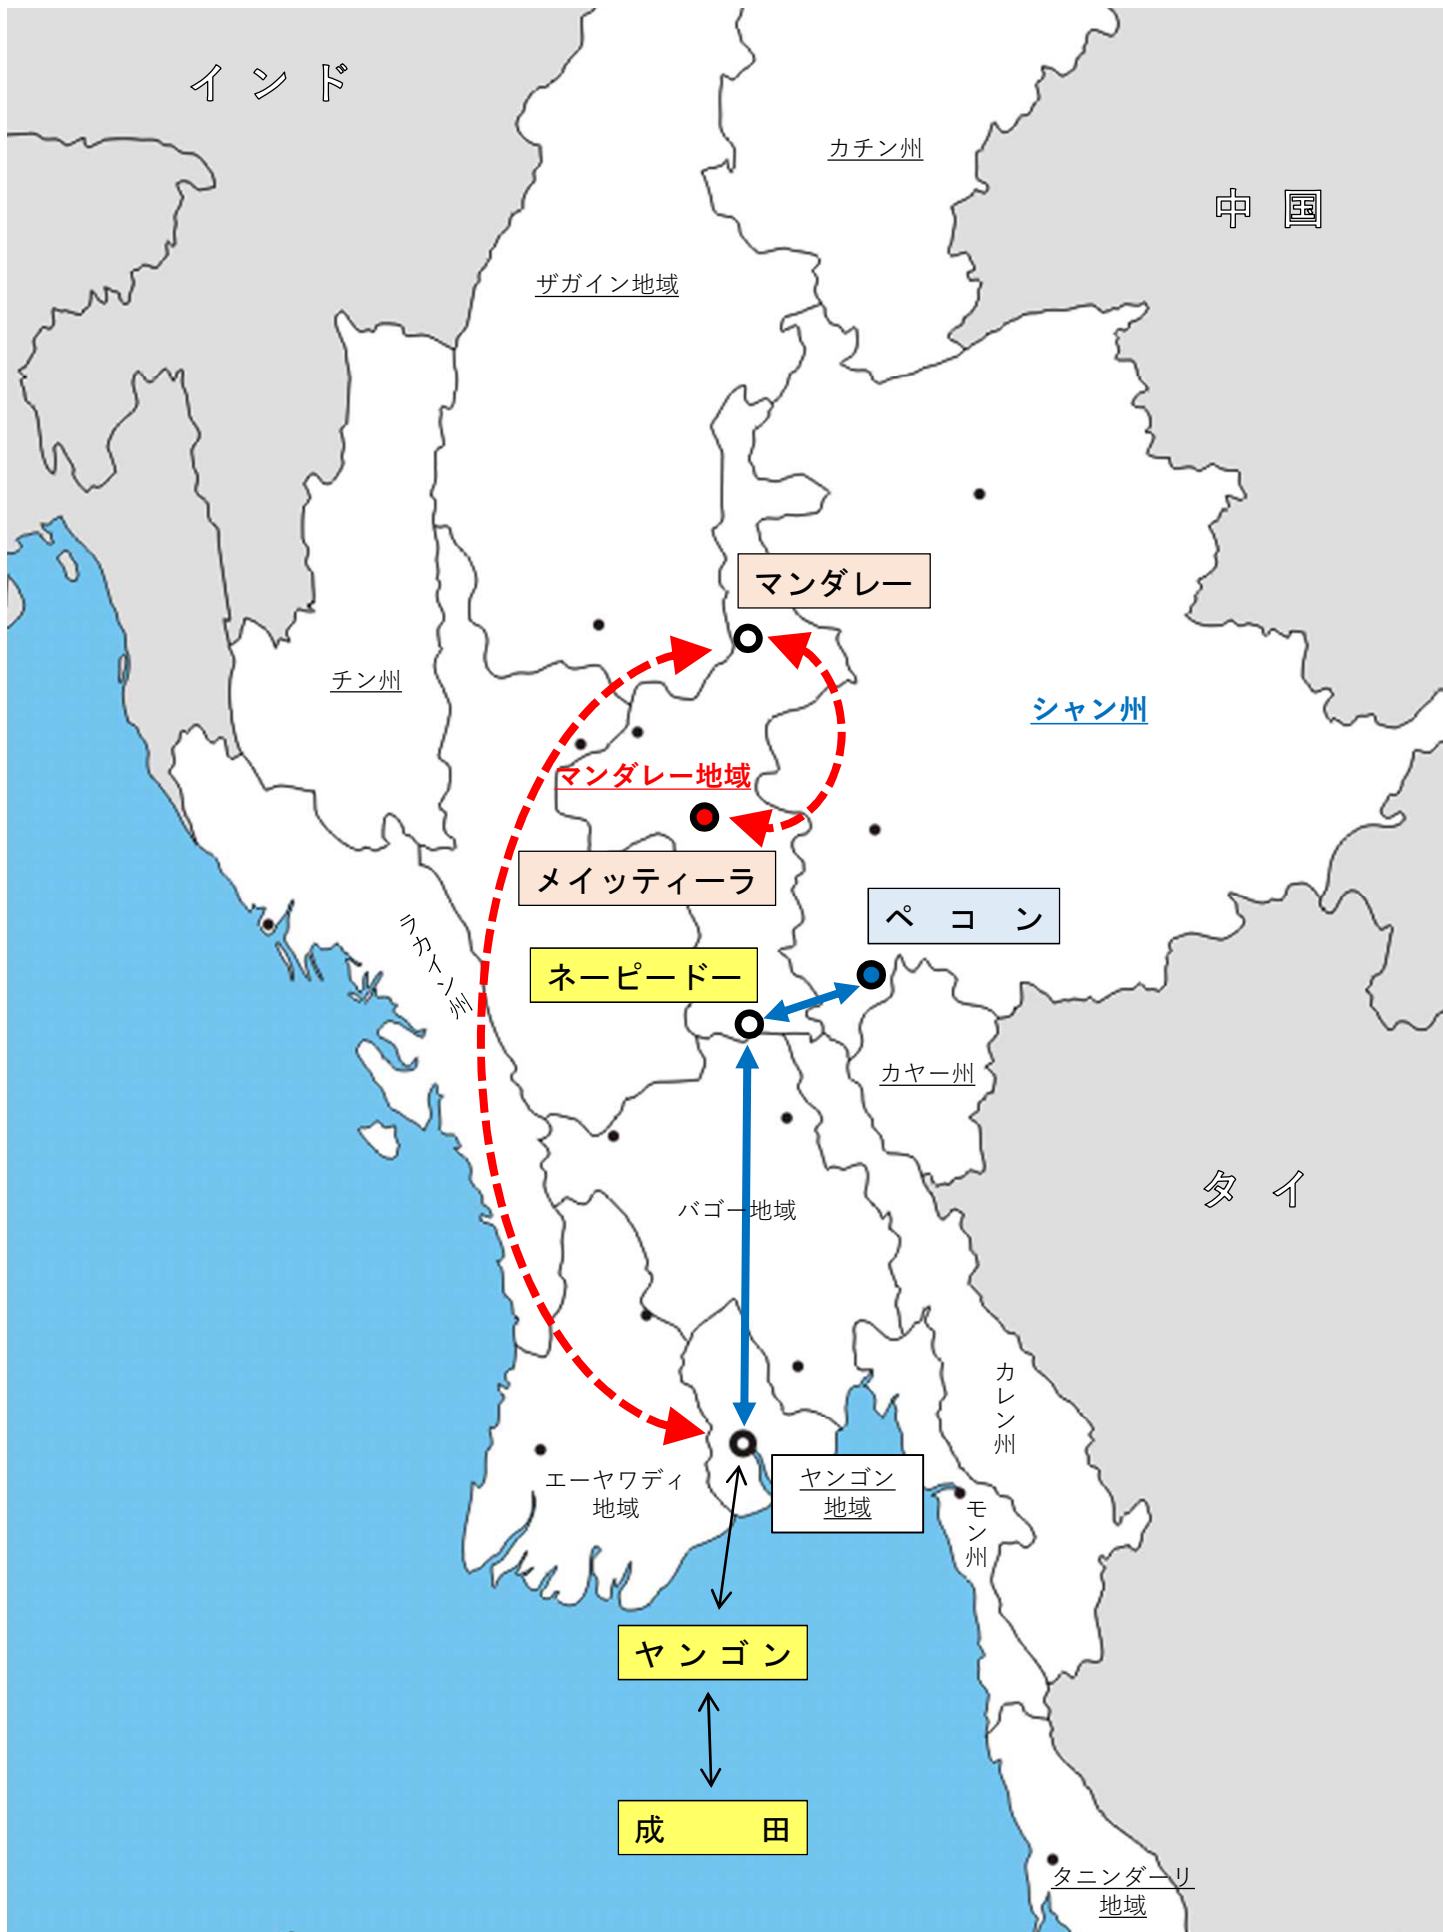 インド
カチン州
中国
ザガイン地域
マンダレー
チン州
シャン州
マンダレー地域
メイッティーラ
ペコン
ラカイン州
ネーピードー
カヤー州
タイ
バゴー地域
カレン州
エーヤワディ
地域
ヤンゴン
地域
モン州
ヤンゴン
成田
タニンダーリ
地域